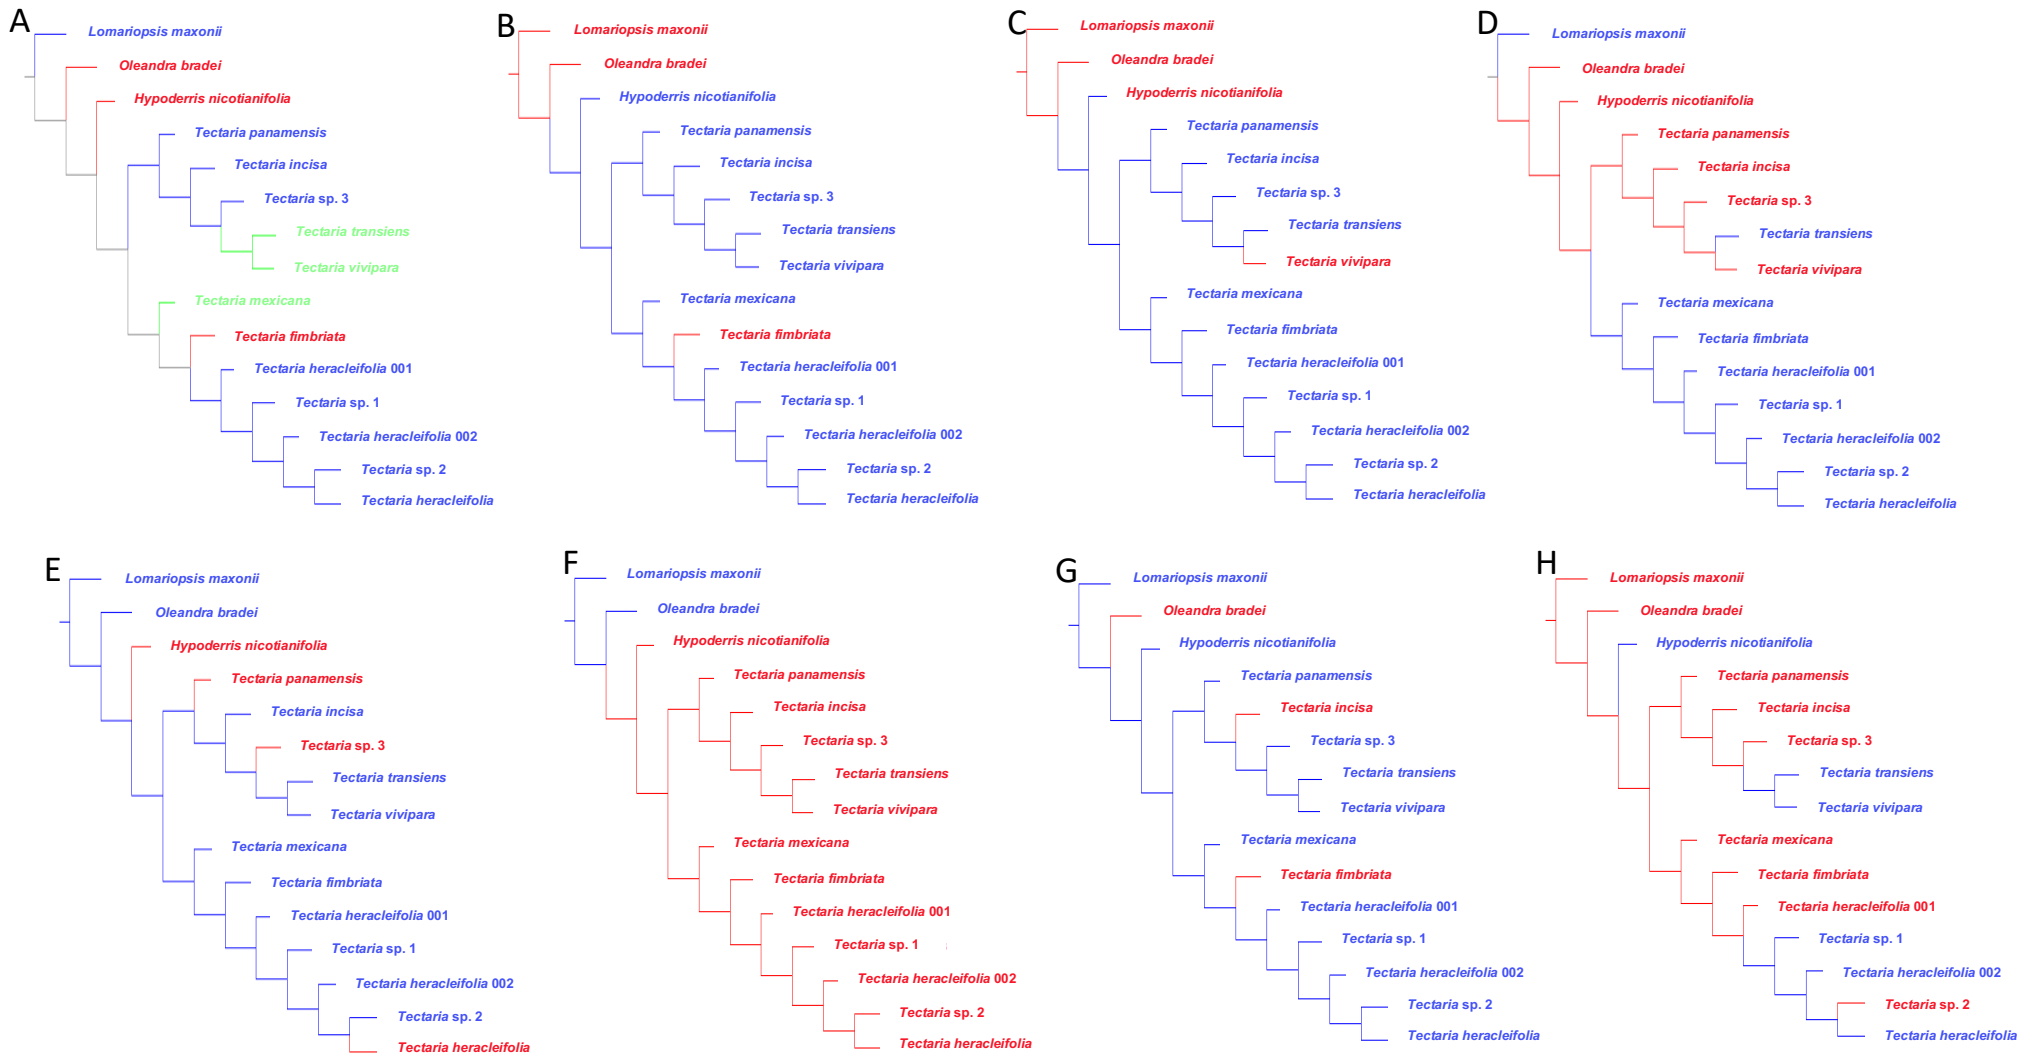 A
Lomariopsis maxonii
Oleandra bradei
Hypoderris nicotianifolia
Tectaria panamensis
Tectaria incisa
Tectaria sp. 3
Tectaria transiens
Tectaria vivipara
Tectaria mexicana
Tectaria fimbriata
Tectaria heracleifolia 001
Tectaria sp. 1
Tectaria heracleifolia 002
Tectaria sp. 2
Tectaria heracleifolia
B
Lomariopsis maxonii
Oleandra bradei
Hypoderris nicotianifolia
Tectaria panamensis
Tectaria incisa
Tectaria sp. 3
Tectaria transiens
Tectaria vivipara
Tectaria mexicana
Tectaria fimbriata
Tectaria heracleifolia 001
Tectaria sp. 1
Tectaria heracleifolia 002
Tectaria sp. 2
Tectaria heracleifolia
C
Lomariopsis maxonii
Oleandra bradei
Hypoderris nicotianifolia
Tectaria panamensis
Tectaria incisa
Tectaria sp. 3
Tectaria transiens
Tectaria vivipara
Tectaria mexicana
Tectaria fimbriata
Tectaria heracleifolia 001
Tectaria sp. 1
Tectaria heracleifolia 002
Tectaria sp. 2
Tectaria heracleifolia
D
Lomariopsis maxonii
Oleandra bradei
Hypoderris nicotianifolia
Tectaria panamensis
Tectaria incisa
Tectaria sp. 3
Tectaria transiens
Tectaria vivipara
Tectaria mexicana
Tectaria fimbriata
Tectaria heracleifolia 001
Tectaria sp. 1
Tectaria heracleifolia 002
Tectaria sp. 2
Tectaria heracleifolia
E
Lomariopsis maxonii
Oleandra bradei
Hypoderris nicotianifolia
Tectaria panamensis
Tectaria incisa
Tectaria sp. 3
Tectaria transiens
Tectaria vivipara
Tectaria mexicana
Tectaria fimbriata
Tectaria heracleifolia 001
Tectaria sp. 1
Tectaria heracleifolia 002
Tectaria sp. 2
Tectaria heracleifolia
F
Lomariopsis maxonii
Oleandra bradei
Hypoderris nicotianifolia
Tectaria panamensis
Tectaria incisa
Tectaria sp. 3
Tectaria transiens
Tectaria vivipara
Tectaria mexicana
Tectaria fimbriata
Tectaria heracleifolia 001
Tectaria sp. 1
Tectaria heracleifolia 002
Tectaria sp. 2
Tectaria heracleifolia
G
Lomariopsis maxonii
Oleandra bradei
Hypoderris nicotianifolia
Tectaria panamensis
Tectaria incisa
Tectaria sp. 3
Tectaria transiens
Tectaria vivipara
Tectaria mexicana
Tectaria fimbriata
Tectaria heracleifolia 001
Tectaria sp. 1
Tectaria heracleifolia 002
Tectaria sp. 2
Tectaria heracleifolia
H
Lomariopsis maxonii
Oleandra bradei
Hypoderris nicotianifolia
Tectaria panamensis
Tectaria incisa
Tectaria sp. 3
Tectaria transiens
Tectaria vivipara
Tectaria mexicana
Tectaria fimbriata
Tectaria heracleifolia 001
Tectaria sp. 1
Tectaria heracleifolia 002
Tectaria sp. 2
Tectaria heracleifolia